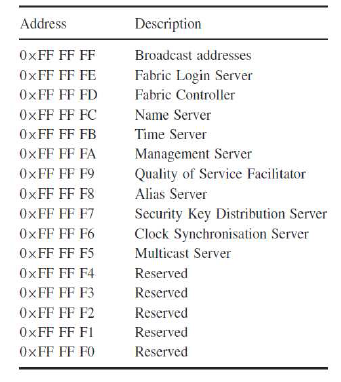 Address Description
0×FF FF FF Broadcast addresses
0×FF FF FE Fabric Login Server
0×FF FF FD Fabric Controller
0×FF FF FC Name Server
0×FF FF FB Time Server
0×FF FF FA Management Server
0×FF FF F9 Quality of Service Facilitator
0×FF FF F8 Alias Server
0×FF FF F7 Security Key Distribution Server
0×FF FF F6 Clock Synchronisation Server
0×FF FF F5 Multicast Server
0×FF FF F4 Reserved
0×FF FF F3 Reserved
0×FF FF F2 Reserved
0×FF FF F1 Reserved
0×FF FF F0 Reserved